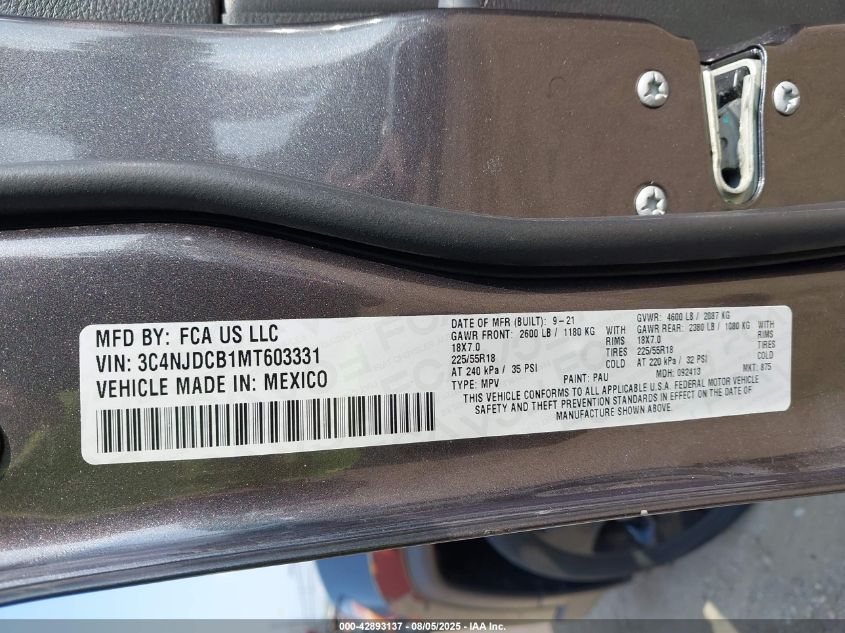 MFD BY: FCA US LLC
VIN: 3C4NJDCB1MT603331
VEHICLE MADE IN: MEXICO
DATE OF MFR (BUILT): 9-21 GVWR: 4600 LB / 2087 KG
GAWR FRONT: 2600 LB / 1180 KG WITH GAWR REAR: 2380 LB / 1080 KG WITH
18X7.0 RIMS 18X7.0 RIMS
225/55R18 TIRES 225/55R18 TIRES
AT 240 kPa / 35 PSI COLD AT 220 kPa / 32 PSI COLD
TYPE: MPV PAINT: PAU MDH: 092413 MKT: 875
THIS VEHICLE CONFORMS TO ALL APPLICABLE U.S.A. FEDERAL MOTOR VEHICLE
SAFETY AND THEFT PREVENTION STANDARDS IN EFFECT ON THE DATE OF
MANUFACTURE SHOWN ABOVE.
000-42893137 - 08/05/2025 - IAA Inc.